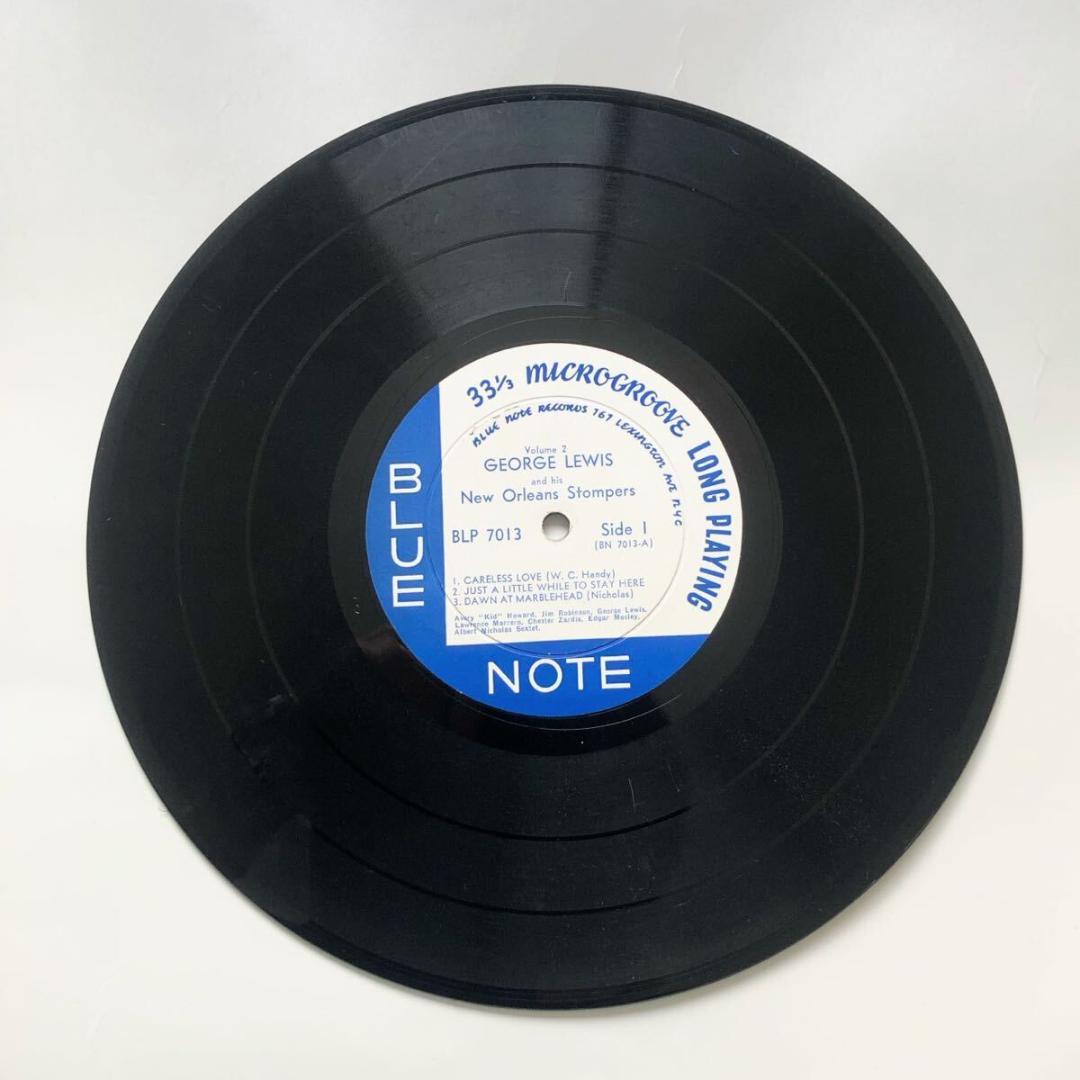 33⅓ MICROGROOVE LONG PLAYING
BLUE NOTE RECORDS 767 LEXINGTON AVE NYC
Volume 2
GEORGE LEWIS
and his
New Orleans Stompers
BLP 7013
Side 1
(BN 7013-A)
1. CARELESS LOVE (W. C. Handy)
2. JUST A LITTLE WHILE TO STAY HERE
3. DAWN AT MARBLEHEAD (Nicholas)
Avery "Kid" Howard, Jim Robinson, George Lewis,
Lawrence Marrero, Chester Zardis, Edgar Mosley,
Albert Nicholas Sextet.
BLUE
NOTE